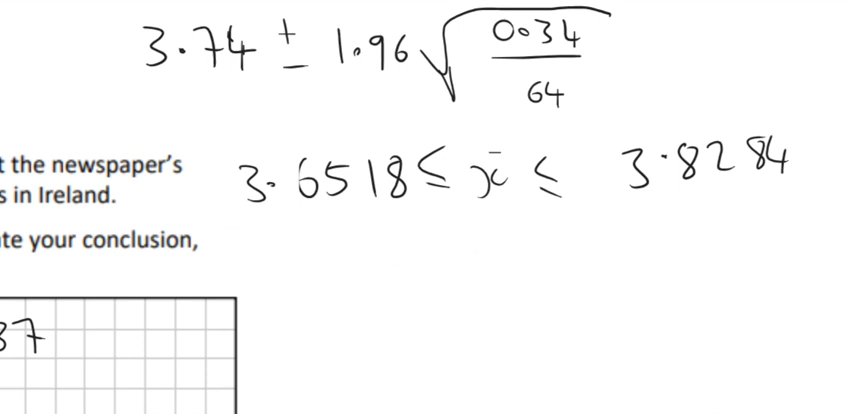 3.74 ± 1.96 √(0.34 / 64)
t the newspaper's
s in Ireland.
3.6518 ≤ x̄ ≤ 3.8284
te your conclusion,
37